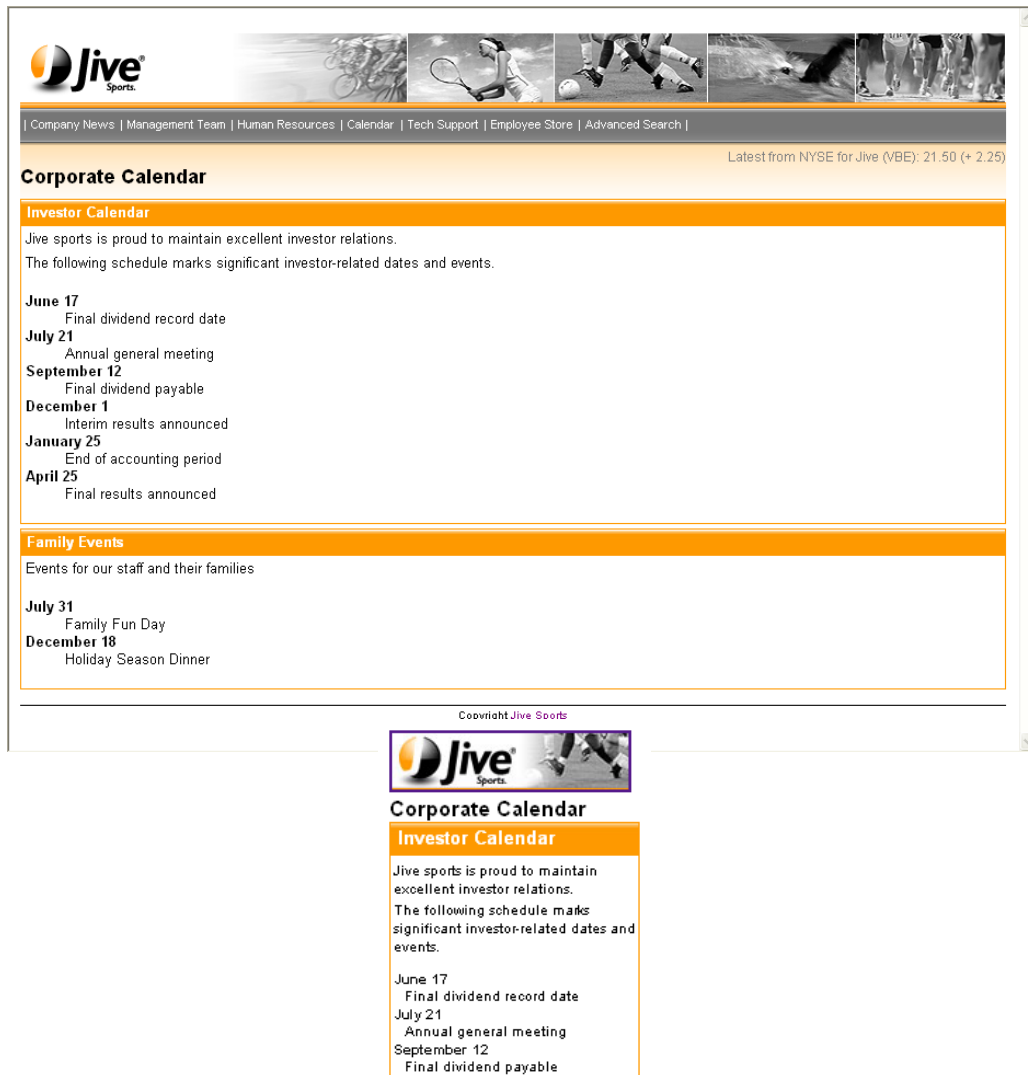 Jive®
Sports.
| Company News | Management Team | Human Resources | Calendar | Tech Support | Employee Store | Advanced Search |
Latest from NYSE for Jive (VBE): 21.50 (+ 2.25)
Corporate Calendar
Investor Calendar
Jive sports is proud to maintain excellent investor relations.
The following schedule marks significant investor-related dates and events.
June 17
Final dividend record date
July 21
Annual general meeting
September 12
Final dividend payable
December 1
Interim results announced
January 25
End of accounting period
April 25
Final results announced
Family Events
Events for our staff and their families
July 31
Family Fun Day
December 18
Holiday Season Dinner
Copyright Jive Sports
Jive®
Sports.
Corporate Calendar
Investor Calendar
Jive sports is proud to maintain
excellent investor relations.
The following schedule marks
significant investor-related dates and
events.
June 17
Final dividend record date
July 21
Annual general meeting
September 12
Final dividend payable